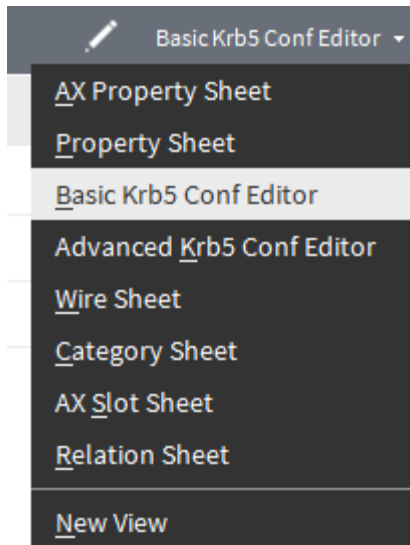 Basic Krb5 Conf Editor
AX Property Sheet
Property Sheet
Basic Krb5 Conf Editor
Advanced Krb5 Conf Editor
Wire Sheet
Category Sheet
AX Slot Sheet
Relation Sheet
New View